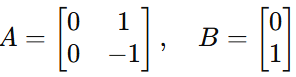 A = [0 1; 0 -1], B = [0; 1]